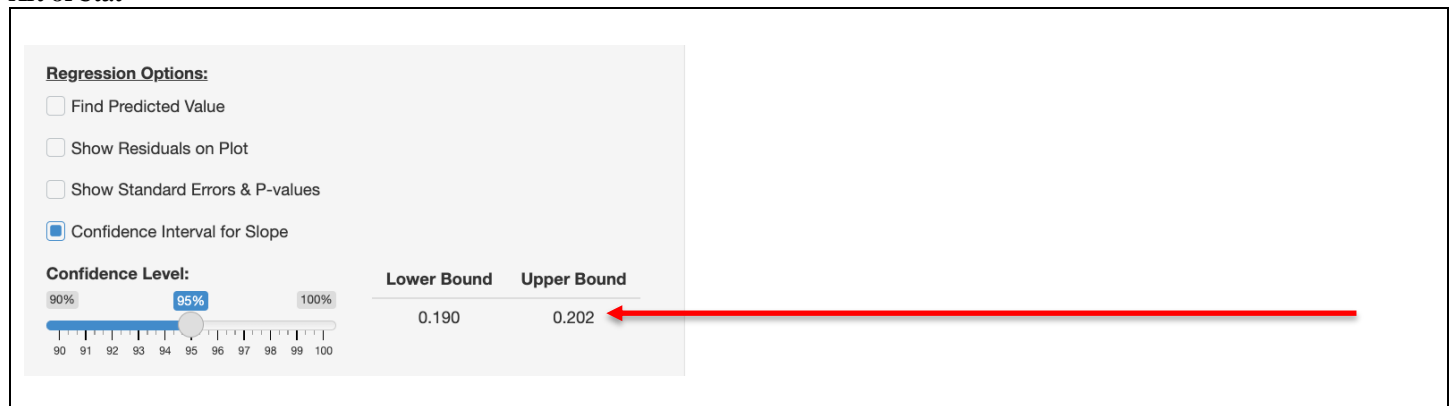 Regression Options:
Find Predicted Value
Show Residuals on Plot
Show Standard Errors & P-values
Confidence Interval for Slope
Confidence Level:
Lower Bound Upper Bound
90% 95% 100%
0.190 0.202
90 91 92 93 94 95 96 97 98 99 100